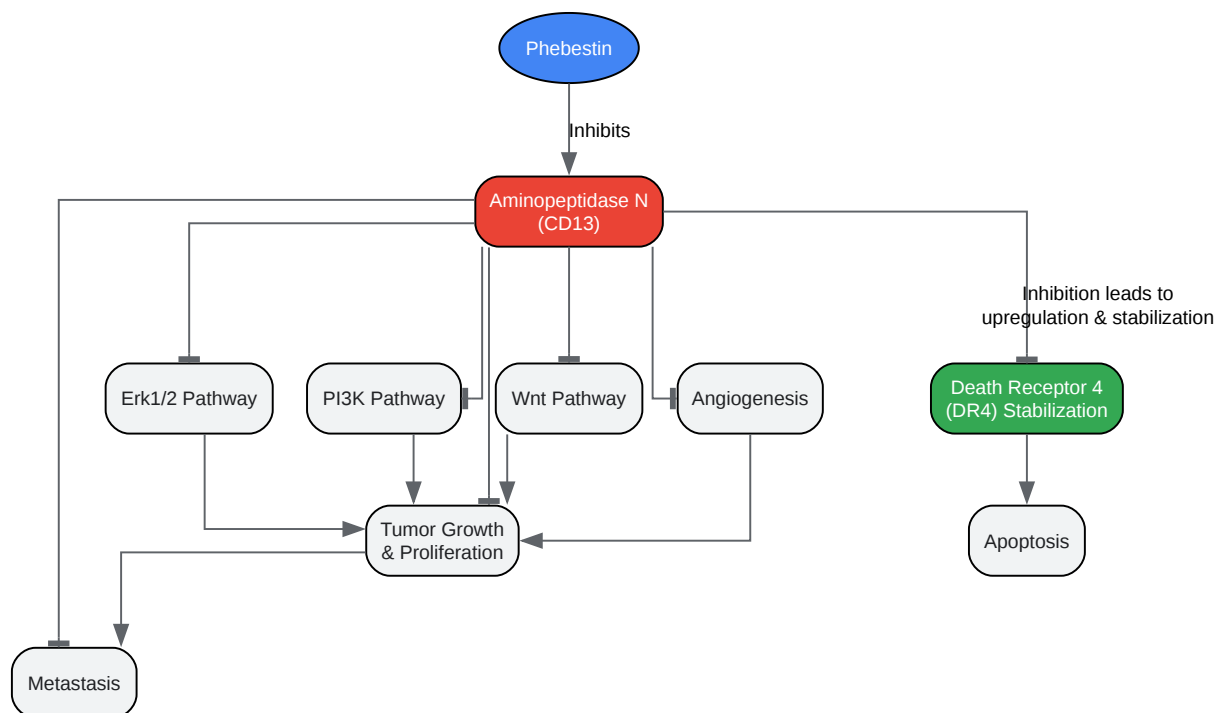 Phebestin
Inhibits
Aminopeptidase N
(CD13)
Inhibition leads to
upregulation & stabilization
Erk1/2 Pathway
PI3K Pathway
Wnt Pathway
Angiogenesis
Death Receptor 4
(DR4) Stabilization
Tumor Growth
& Proliferation
Apoptosis
Metastasis